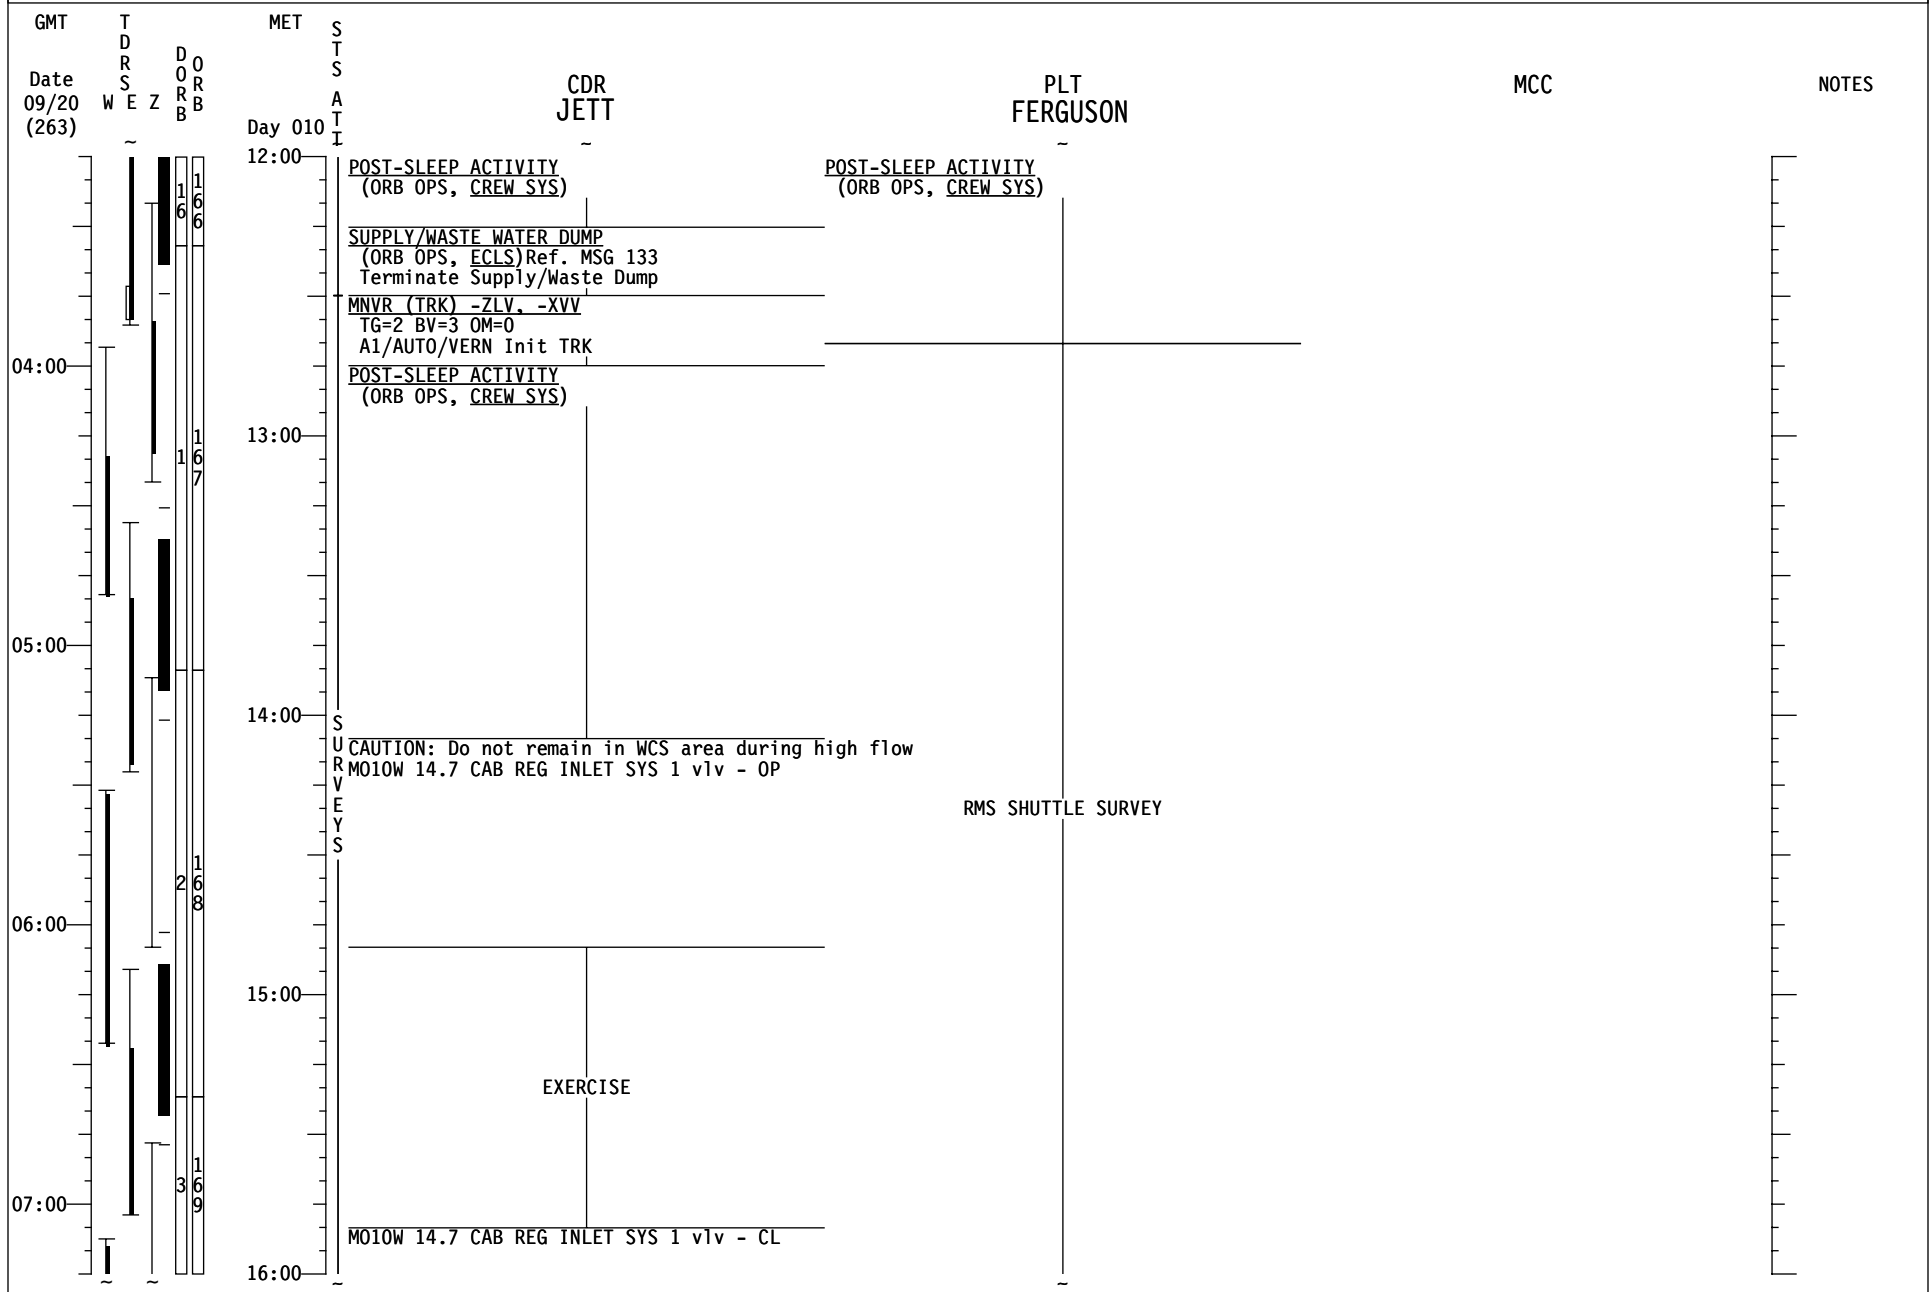 GMT
TDRS
MET
STS ATT
DORB
ORB
Date
09/20
(263)
W E Z
Day 010
CDR
JETT
PLT
FERGUSON
MCC
NOTES
~ ~ ~
12:00
POST-SLEEP ACTIVITY
(ORB OPS, CREW SYS)
POST-SLEEP ACTIVITY
(ORB OPS, CREW SYS)
16
166
SUPPLY/WASTE WATER DUMP
(ORB OPS, ECLS)Ref. MSG 133
Terminate Supply/Waste Dump
MNVR (TRK) -ZLV, -XVV
TG=2 BV=3 OM=0
A1/AUTO/VERN Init TRK
04:00
POST-SLEEP ACTIVITY
(ORB OPS, CREW SYS)
13:00
1
167
05:00
14:00
SURVEYS
CAUTION: Do not remain in WCS area during high flow
MO10W 14.7 CAB REG INLET SYS 1 vlv - OP
RMS SHUTTLE SURVEY
2
168
06:00
15:00
EXERCISE
3
169
07:00
MO10W 14.7 CAB REG INLET SYS 1 vlv - CL
16:00
~ ~ ~ ~